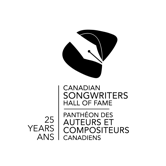 CANADIAN
SONGWRITERS
HALL OF FAME
PANTHÉON DES
AUTEURS ET
COMPOSITEURS
CANADIENS
25
YEARS
ANS